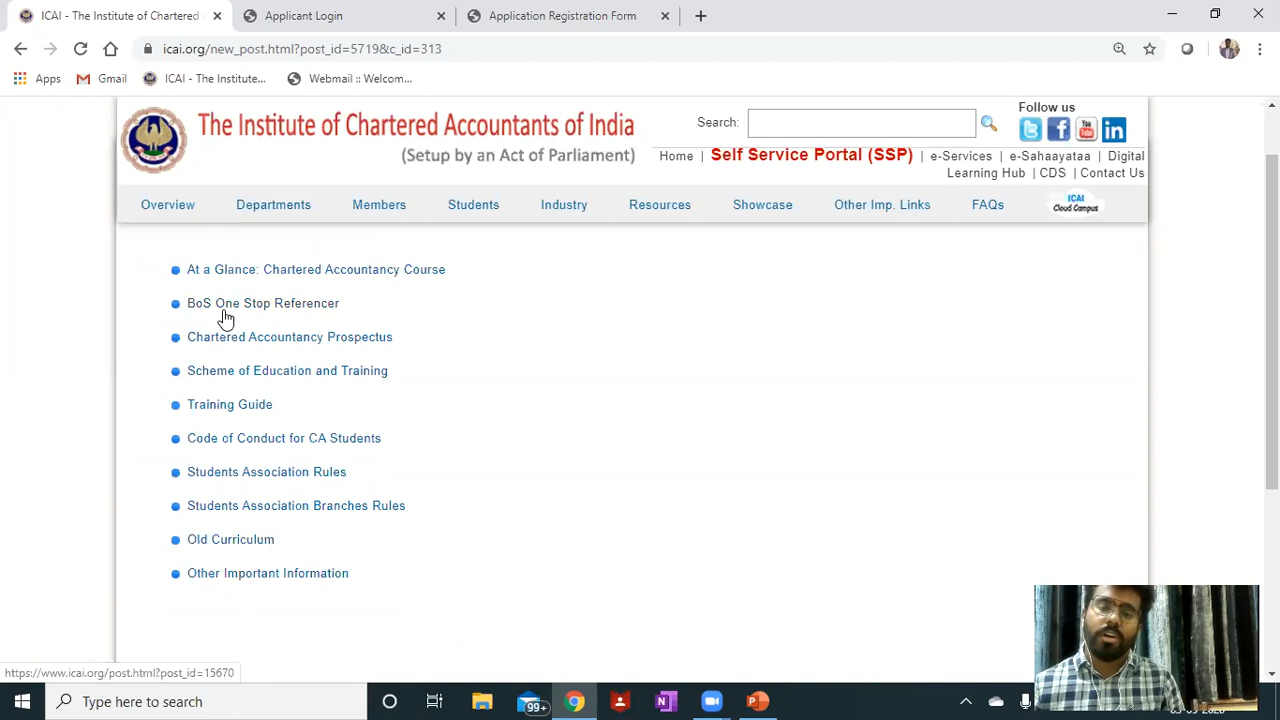 ICAI - The Institute of Chartered
Applicant Login
Application Registration Form
icai.org/new_post.html?post_id=5719&c_id=313
Apps
Gmail
ICAI - The Institute...
Webmail :: Welcom...
The Institute of Chartered Accountants of India
(Setup by an Act of Parliament)
Search:
Follow us
You Tube
in
Home | Self Service Portal (SSP) | e-Services | e-Sahaayataa | Digital
Learning Hub | CDS | Contact Us
Overview
Departments
Members
Students
Industry
Resources
Showcase
Other Imp. Links
FAQs
ICAI
Cloud Campus
At a Glance: Chartered Accountancy Course
BoS One Stop Referencer
Chartered Accountancy Prospectus
Scheme of Education and Training
Training Guide
Code of Conduct for CA Students
Students Association Rules
Students Association Branches Rules
Old Curriculum
Other Important Information
https://www.icai.org/post.html?post_id=15670
Type here to search
99+